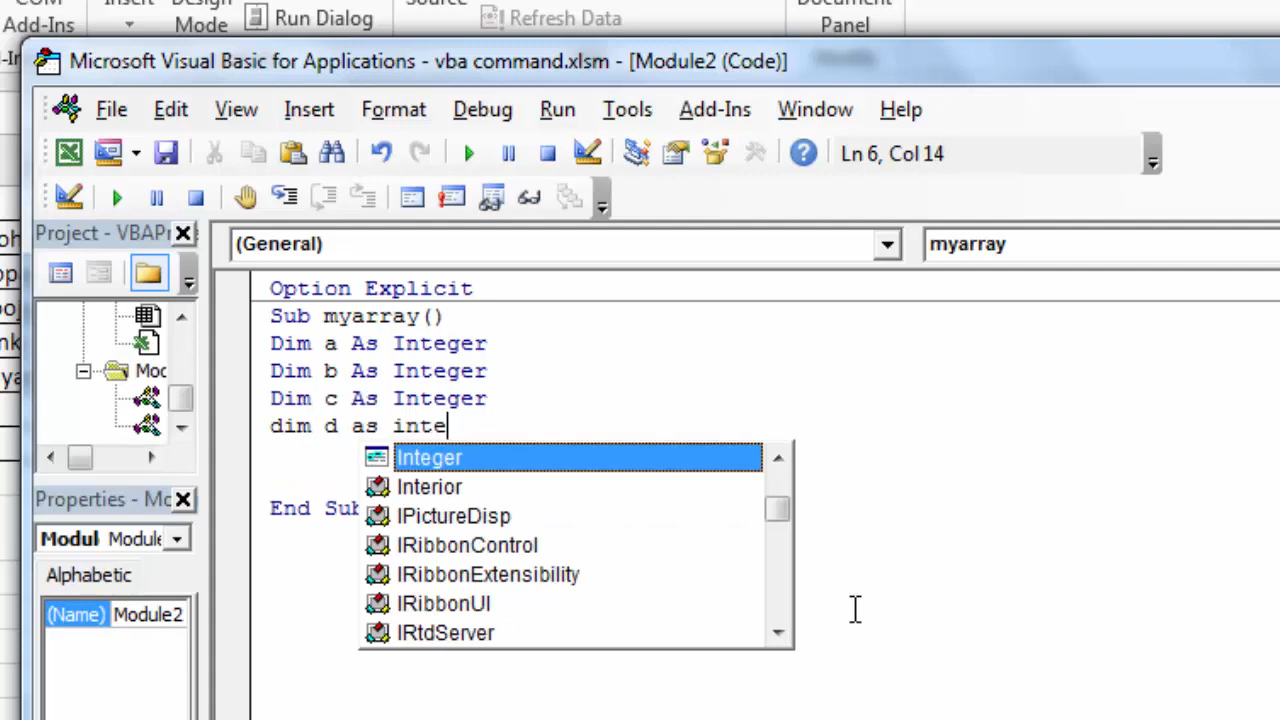 COM
Add-Ins
Insert
Design
Mode
Run Dialog
Source
Refresh Data
Document
Panel
Microsoft Visual Basic for Applications - vba command.xlsm - [Module2 (Code)]
File Edit View Insert Format Debug Run Tools Add-Ins Window Help
Ln 6, Col 14
Project - VBAPr
(General)
myarray
Option Explicit
Sub myarray()
Dim a As Integer
Dim b As Integer
Dim c As Integer
dim d as inte
Integer
Interior
IPictureDisp
IRibbonControl
IRibbonExtensibility
IRibbonUI
IRtdServer
End Sub
Moc
Properties - Mo
Modul Module
Alphabetic
(Name) Module2